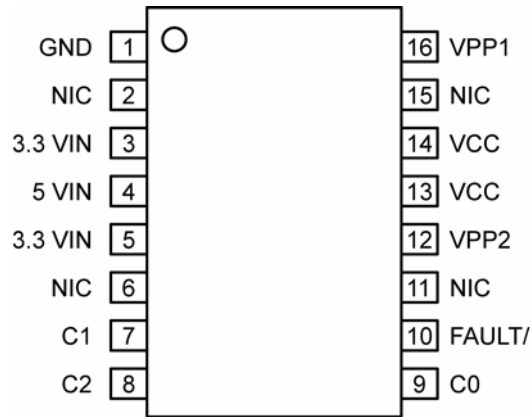 GND 1 16 VPP1
NIC 2 15 NIC
3.3 VIN 3 14 VCC
5 VIN 4 13 VCC
3.3 VIN 5 12 VPP2
NIC 6 11 NIC
C1 7 10 FAULT/
C2 8 9 C0